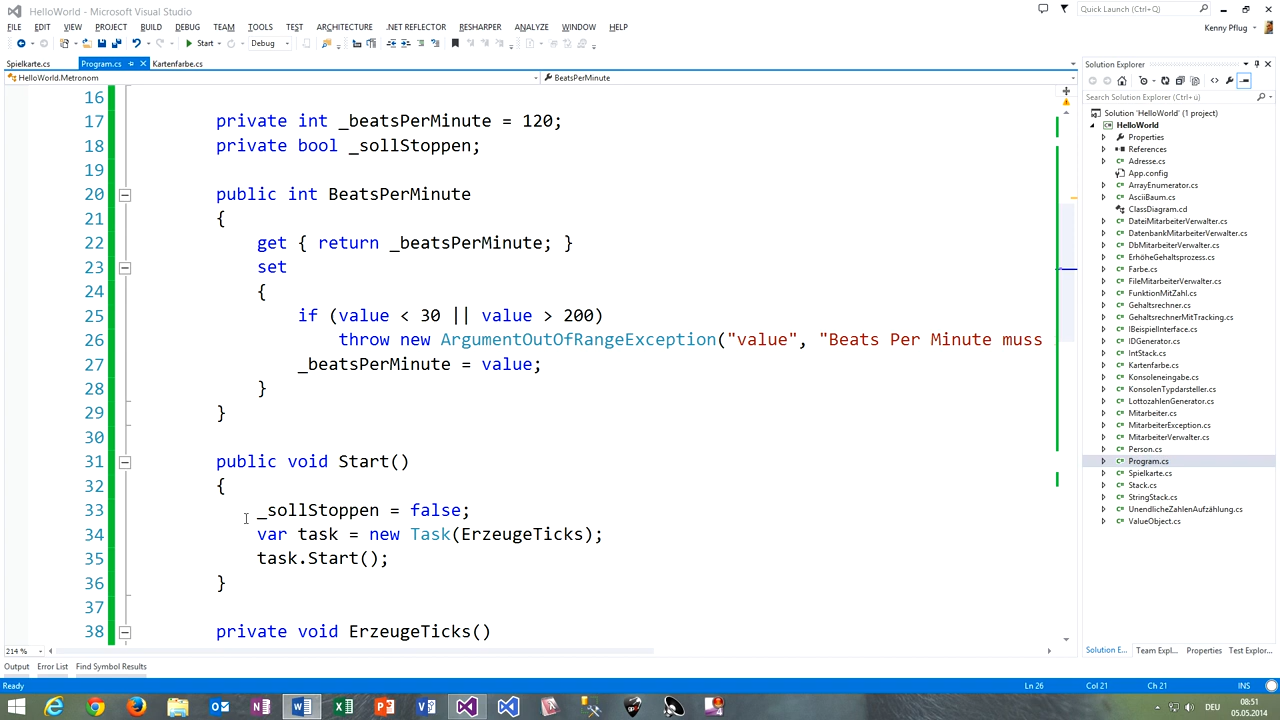 HelloWorld - Microsoft Visual Studio
Quick Launch (Ctrl+Q)
FILE EDIT VIEW PROJECT BUILD DEBUG TEAM TOOLS TEST ARCHITECTURE .NET REFLECTOR RESHARPER ANALYZE WINDOW HELP
Kenny Pflug
Start Debug
Spielkarte.cs Program.cs Kartenfarbe.cs
HelloWorld.Metronom BeatsPerMinute
16
17 private int _beatsPerMinute = 120;
18 private bool _sollStoppen;
19
20 public int BeatsPerMinute
21 {
22 get { return _beatsPerMinute; }
23 set
24 {
25 if (value < 30 || value > 200)
26 throw new ArgumentOutOfRangeException("value", "Beats Per Minute muss
27 _beatsPerMinute = value;
28 }
29 }
30
31 public void Start()
32 {
33 _sollStoppen = false;
34 var task = new Task(ErzeugeTicks);
35 task.Start();
36 }
37
38 private void ErzeugeTicks()
214 %
Solution Explorer
Search Solution Explorer (Ctrl+ü)
Solution 'HelloWorld' (1 project)
HelloWorld
Properties
References
Adresse.cs
App.config
ArrayEnumerator.cs
AsciiBaum.cs
ClassDiagram.cd
DateiMitarbeiterVerwalter.cs
DatenbankMitarbeiterVerwalter.cs
DbMitarbeiterVerwalter.cs
ErhöheGehaltsprozess.cs
Farbe.cs
FileMitarbeiterVerwalter.cs
FunktionMitZahl.cs
Gehaltsrechner.cs
GehaltsrechnerMitTracking.cs
IBeispielInterface.cs
IDGenerator.cs
IntStack.cs
Kartenfarbe.cs
Konsoleneingabe.cs
KonsolenTypdarsteller.cs
LottozahlenGenerator.cs
Mitarbeiter.cs
MitarbeiterException.cs
MitarbeiterVerwalter.cs
Person.cs
Program.cs
Spielkarte.cs
Stack.cs
StringStack.cs
UnendlicheZahlenAufzählung.cs
ValueObject.cs
Solution E... Team Expl... Properties Test Explor...
Output Error List Find Symbol Results
Ready Ln 26 Col 21 Ch 21 INS
DEU 08:51
05.05.2014